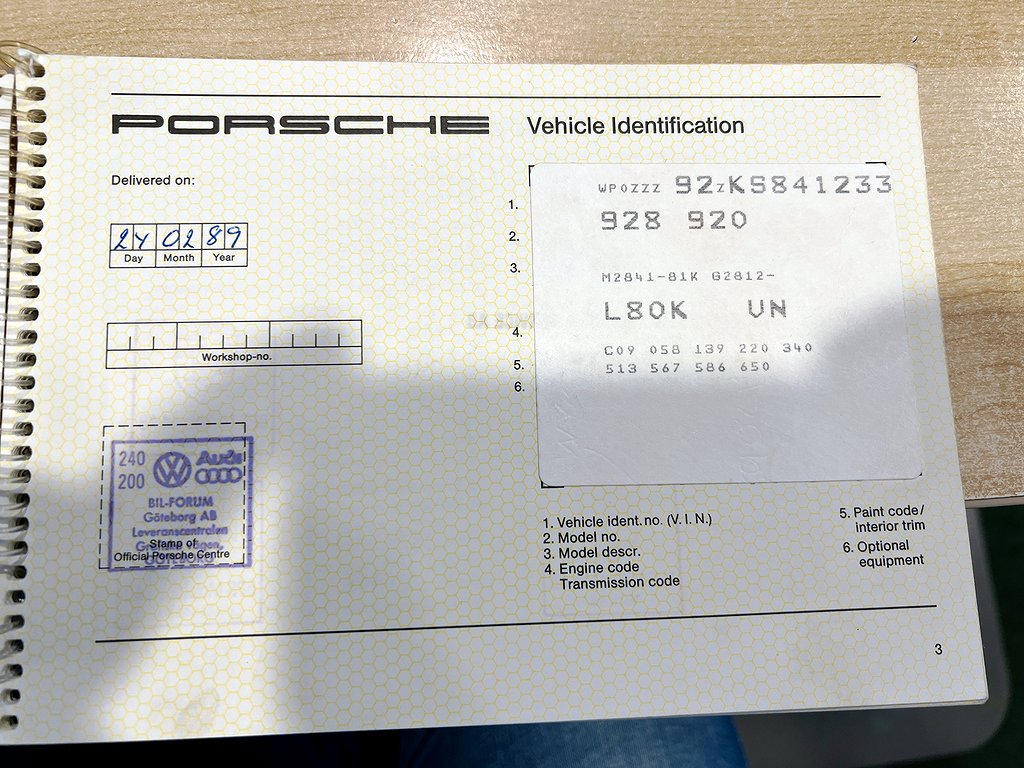 PORSCHE
Vehicle Identification
Delivered on:
24 02 89
Day Month Year
Workshop-no.
240
200
Audi
BIL-FORUM
Göteborg AB
Leveranscentralen
Stamp of
Official Porsche Centre
GÖTEBORG
1.
2.
3.
4.
5.
6.
WP0ZZZ 92ZKS841233
928 920
M2841-81K G2812-
L80K VN
C09 058 139 220 340
513 567 586 650
1. Vehicle ident. no. (V. I. N.)
2. Model no.
3. Model descr.
4. Engine code
Transmission code
5. Paint code/
interior trim
6. Optional
equipment
3